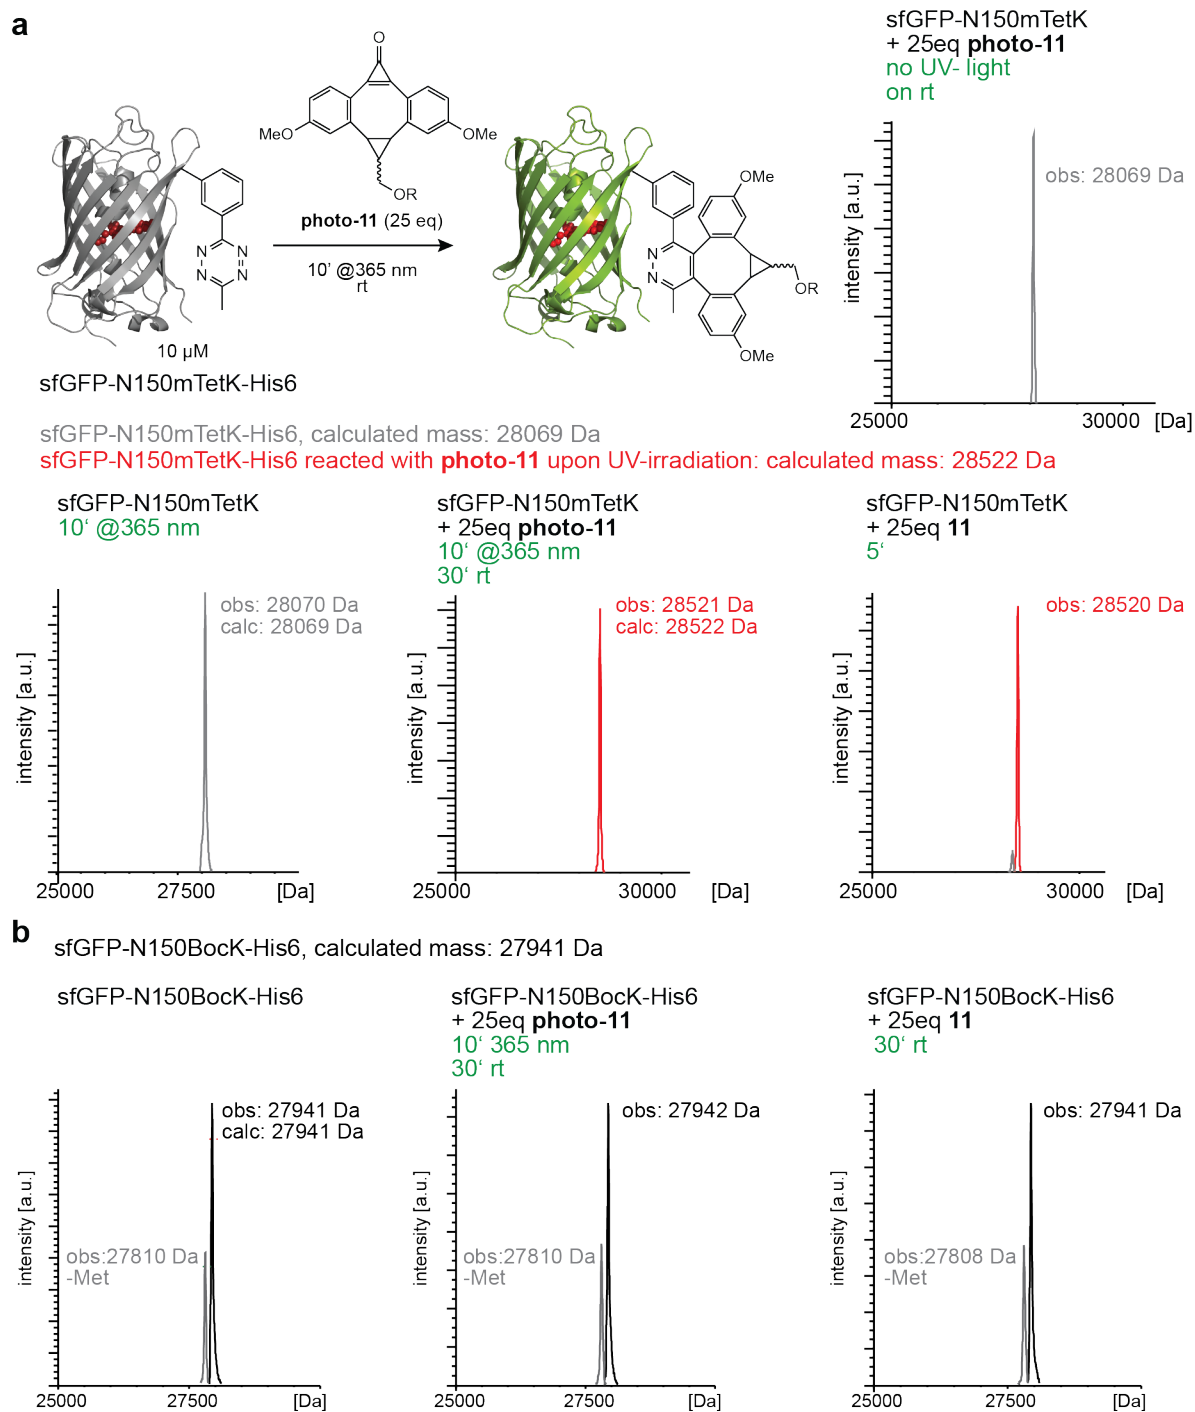 a
O
MeO
OMe
OR
photo-11 (25 eq)
10' @365 nm
rt
N
N
N
N
10 µM
sfGFP-N150mTetK-His6
OMe
N
N
OR
OMe
sfGFP-N150mTetK
+ 25eq photo-11
no UV- light
on rt
intensity [a.u.]
obs: 28069 Da
25000
30000
[Da]
sfGFP-N150mTetK-His6, calculated mass: 28069 Da
sfGFP-N150mTetK-His6 reacted with photo-11 upon UV-irradiation: calculated mass: 28522 Da
sfGFP-N150mTetK
10‘ @365 nm
intensity [a.u.]
obs: 28070 Da
calc: 28069 Da
25000
27500
[Da]
sfGFP-N150mTetK
+ 25eq photo-11
10‘ @365 nm
30‘ rt
intensity [a.u.]
obs: 28521 Da
calc: 28522 Da
25000
30000
[Da]
sfGFP-N150mTetK
+ 25eq 11
5‘
intensity [a.u.]
obs: 28520 Da
25000
30000
[Da]
b
sfGFP-N150BocK-His6, calculated mass: 27941 Da
sfGFP-N150BocK-His6
intensity [a.u.]
obs: 27941 Da
calc: 27941 Da
obs:27810 Da
-Met
25000
27500
[Da]
sfGFP-N150BocK-His6
+ 25eq photo-11
10‘ 365 nm
30‘ rt
intensity [a.u.]
obs: 27942 Da
obs:27810 Da
-Met
25000
27500
[Da]
sfGFP-N150BocK-His6
+ 25eq 11
30‘ rt
intensity [a.u.]
obs: 27941 Da
obs:27808 Da
-Met
25000
27500
[Da]